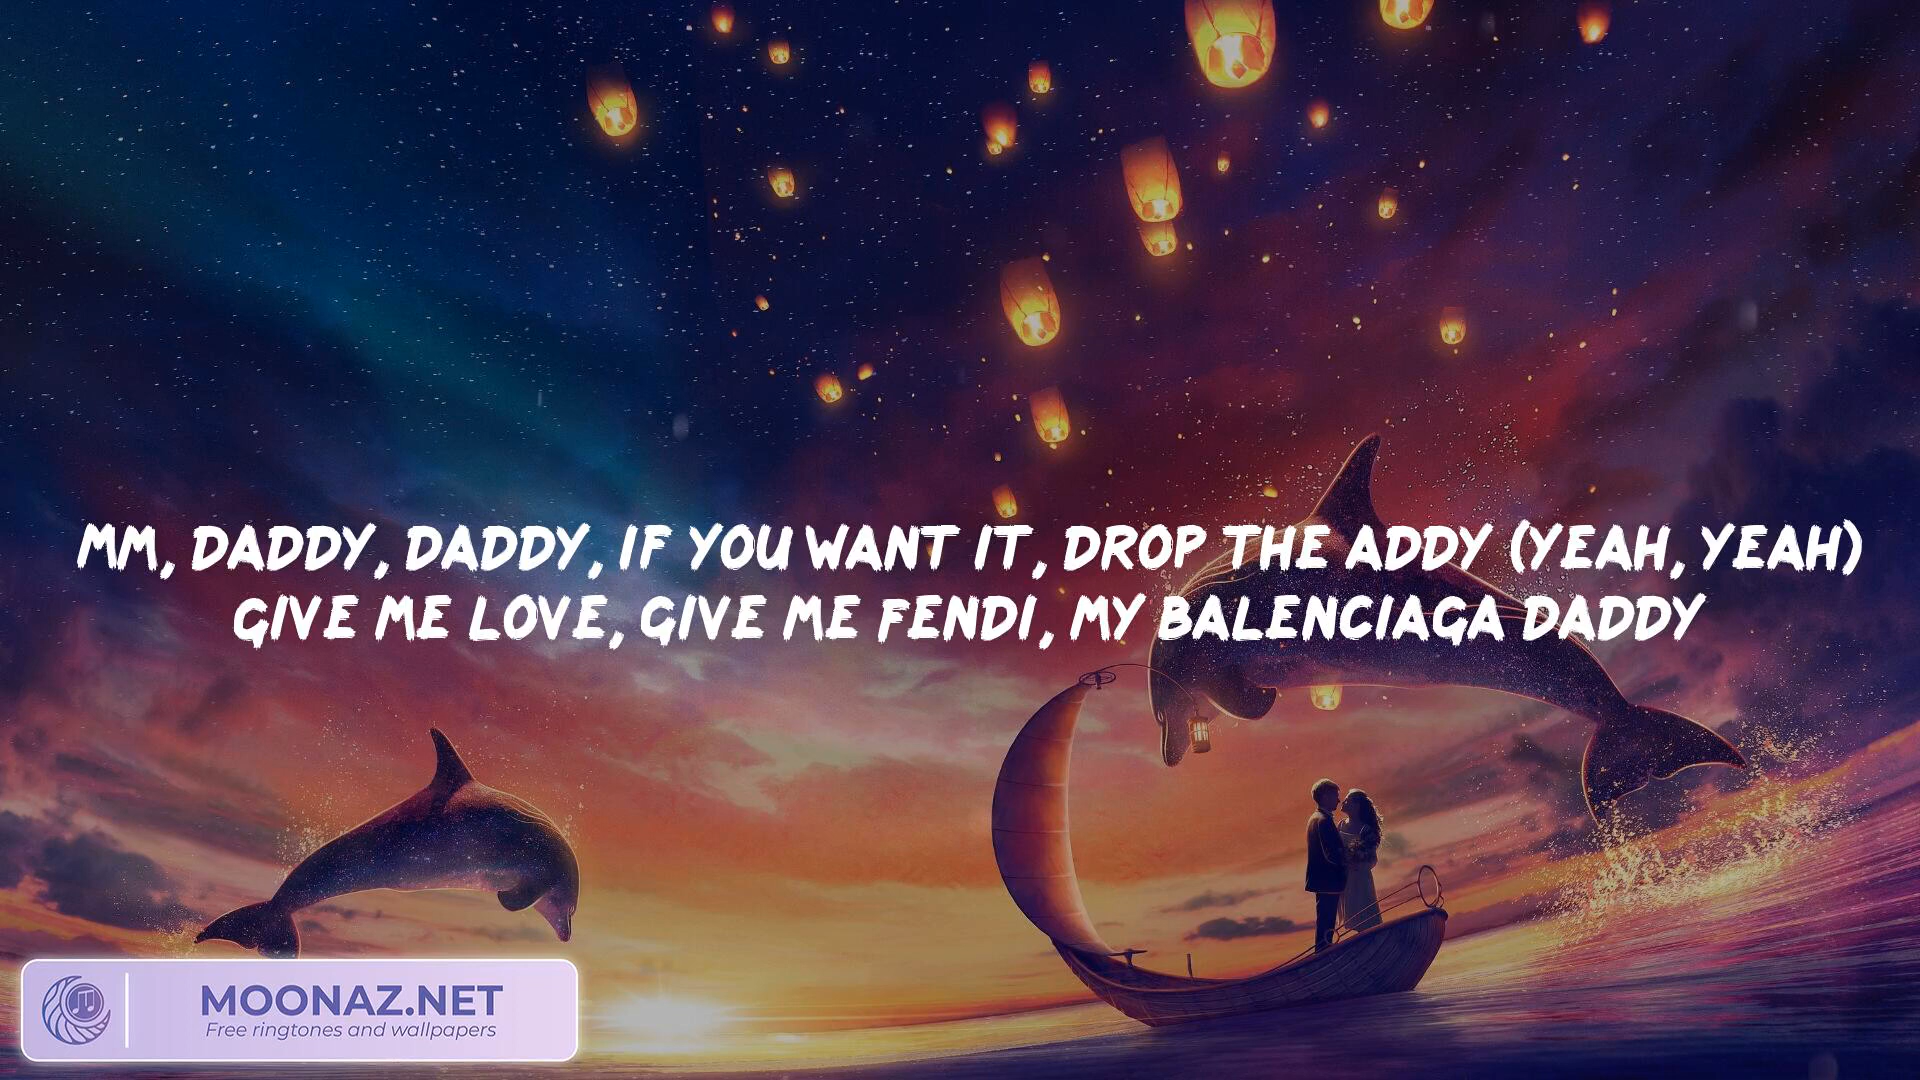 MM, DADDY, DADDY, IF YOU WANT IT, DROP THE ADDY (YEAH, YEAH)
GIVE ME LOVE, GIVE ME FENDI, MY BALENCIAGA DADDY
MOONAZ.NET
Free ringtones and wallpapers